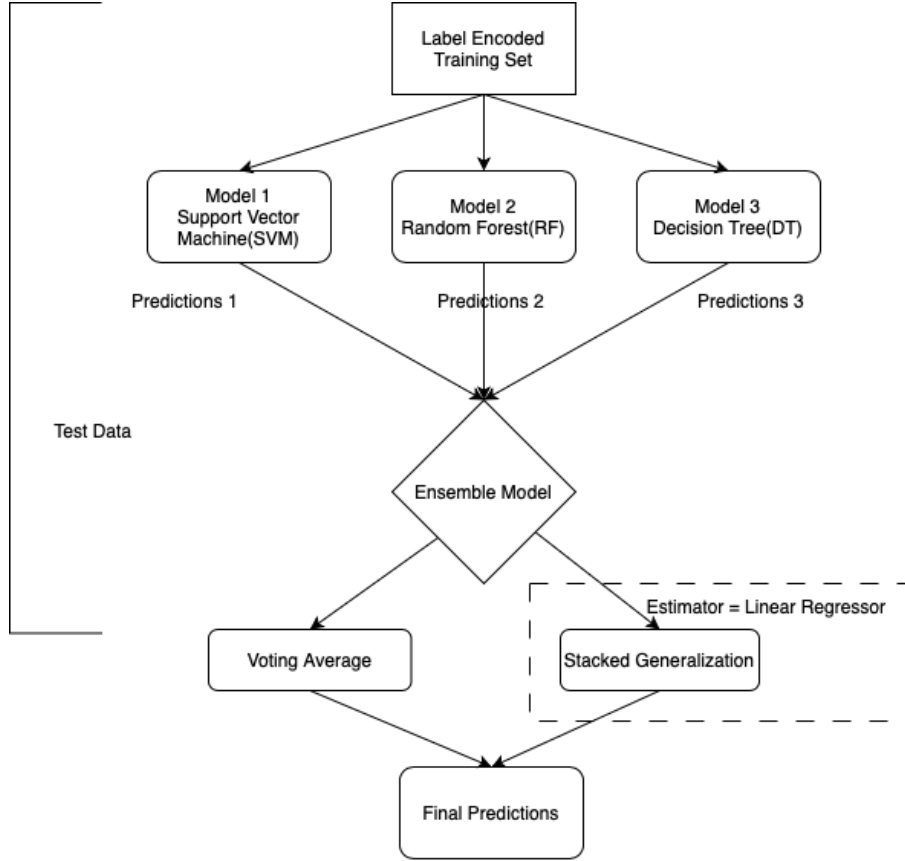 Label Encoded
Training Set
Model 1
Support Vector
Machine(SVM)
Model 2
Random Forest(RF)
Model 3
Decision Tree(DT)
Predictions 1
Predictions 2
Predictions 3
Test Data
Ensemble Model
Estimator = Linear Regressor
Voting Average
Stacked Generalization
Final Predictions